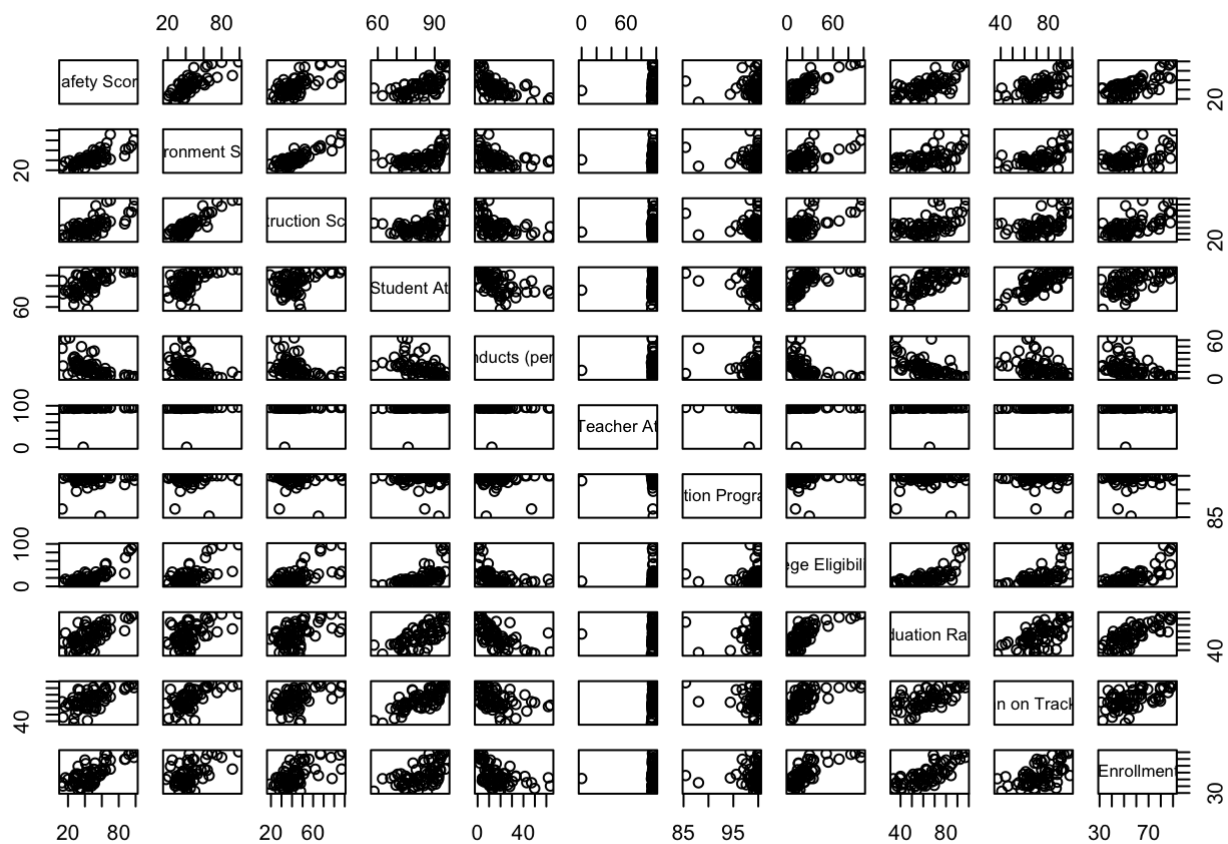 20 80 60 90 0 60 0 60 40 80
afety Scor 20
20 ronment S
truction Sc 20
60 Student At
nducts (per 0 60
0 100 Teacher At
tion Progra 85
0 100 ege Eligibili
duation Ra 40
40 n on Track
Enrollment 30
20 80 20 60 0 40 85 95 40 80 30 70